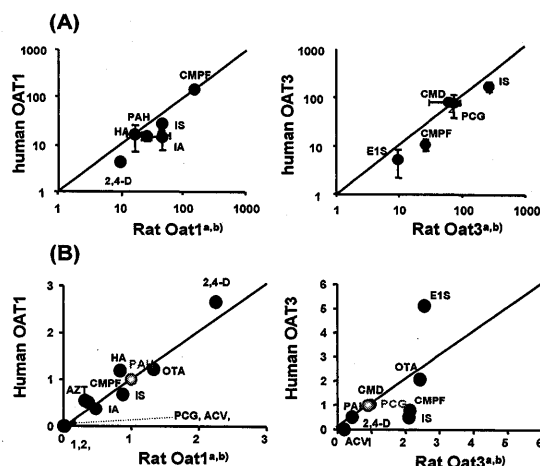 (A)
human OAT1
1000
100
10
1
CMPF
PAH
HA
IS
IA
2,4-D
1
10
100
1000
Rat Oat1a,b)
human OAT3
1000
100
10
1
IS
CMD
PCG
CMPF
E1S
1
10
100
1000
Rat Oat3a,b)
(B)
Human OAT1
3
2
1
0
2,4-D
HA
PAH
OTA
AZT
CMPF
IS
IA
PCG, ACV,
1,2,
0
1
2
3
Rat Oat1a,b)
Human OAT3
6
5
4
3
2
1
0
E1S
OTA
CMD
PCG
CMPF
2,4-D
IS
ACV
0
2
4
6
Rat Oat3a,b)